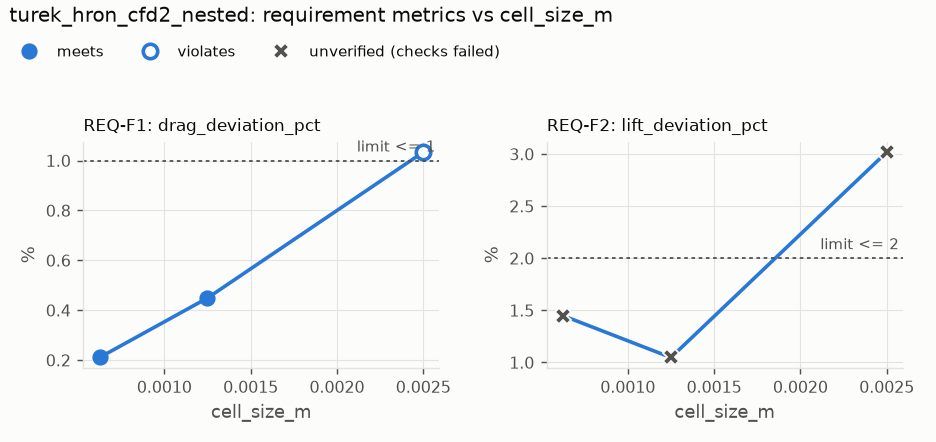 turek_hron_cfd2_nested: requirement metrics vs cell_size_m
meets violates unverified (checks failed)
REQ-F1: drag_deviation_pct
limit <= 1
1.0
0.8
0.6
0.4
0.2
%
0.0010 0.0015 0.0020 0.0025
cell_size_m
REQ-F2: lift_deviation_pct
3.0
2.5
limit <= 2
2.0
1.5
1.0
%
0.0010 0.0015 0.0020 0.0025
cell_size_m